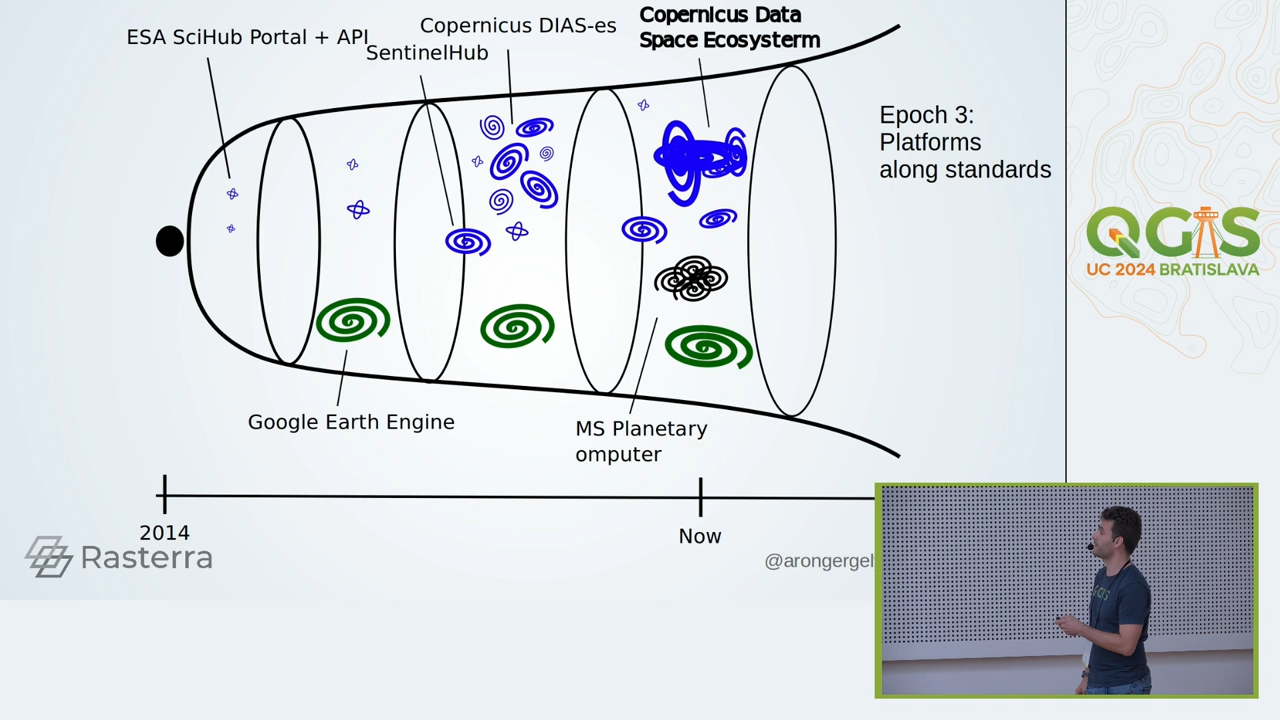 Copernicus Data
Space Ecosysterm
Copernicus DIAS-es
ESA SciHub Portal + API
SentinelHub
Epoch 3:
Platforms
along standards
QGIS
UC 2024 BRATISLAVA
Google Earth Engine
MS Planetary
omputer
2014
Now
Rasterra
@arongergel